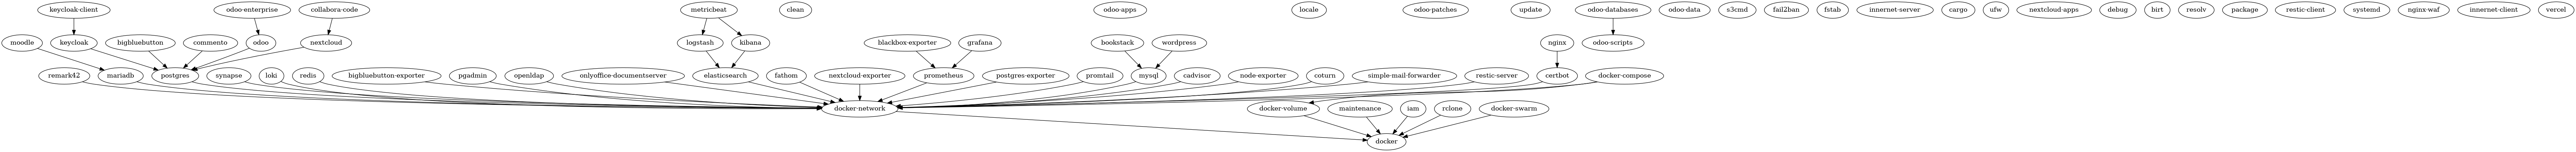 keycloak-client
odoo-enterprise
collabora-code
metricbeat
clean
odoo-apps
locale
odoo-patches
update
odoo-databases
odoo-data
s3cmd
fail2ban
fstab
innernet-server
cargo
ufw
nextcloud-apps
debug
birt
resolv
package
restic-client
systemd
nginx-waf
innernet-client
vercel
moodle
keycloak
bigbluebutton
commento
odoo
nextcloud
logstash
kibana
blackbox-exporter
grafana
bookstack
wordpress
nginx
odoo-scripts
remark42
mariadb
postgres
synapse
loki
redis
bigbluebutton-exporter
pgadmin
openldap
onlyoffice-documentserver
elasticsearch
fathom
nextcloud-exporter
prometheus
postgres-exporter
promtail
mysql
cadvisor
node-exporter
coturn
simple-mail-forwarder
restic-server
certbot
docker-compose
docker-network
docker-volume
maintenance
iam
rclone
docker-swarm
docker